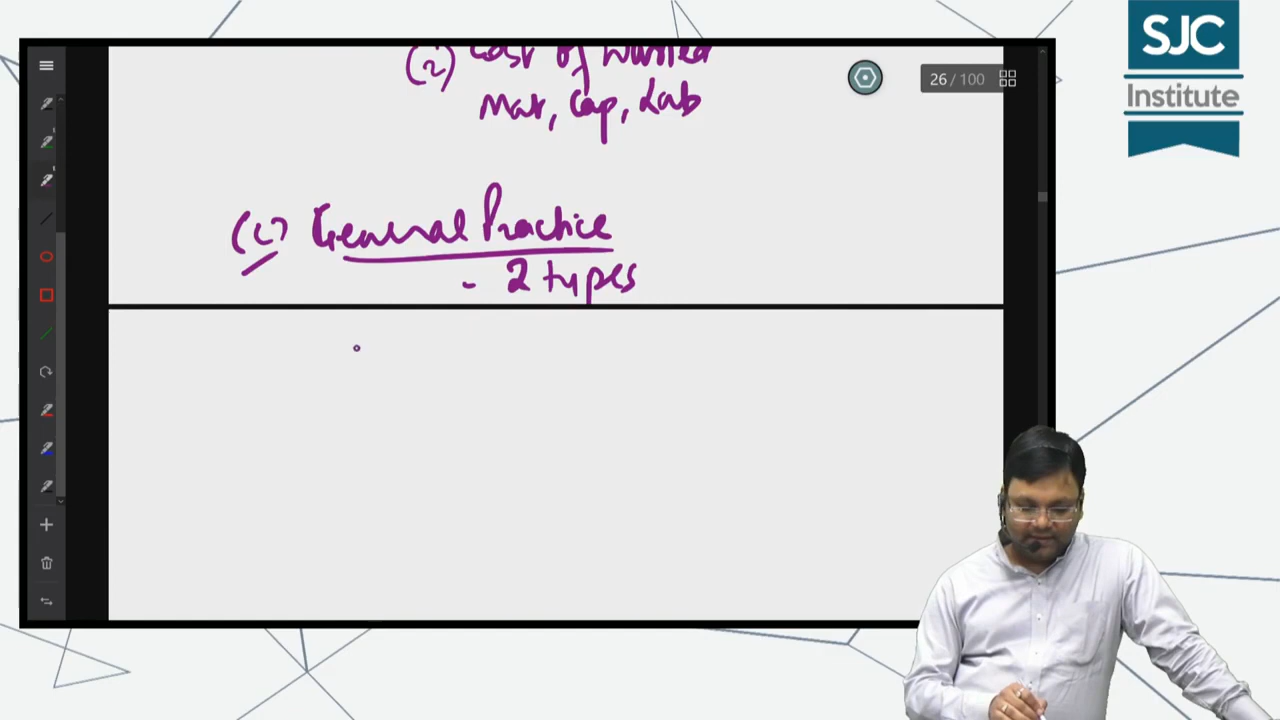 SJC
Institute
26 / 100
(2) Cost of Wasted
Mat, Cap, Lab
(c) General Practice
- 2 types